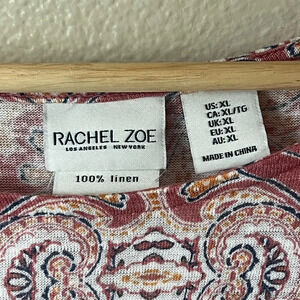 RACHEL ZOE
LOS ANGELES NEW YORK
100% linen
US: XL
CA: XL/TG
UK: XL
EU: XL
AU: XL
MADE IN CHINA